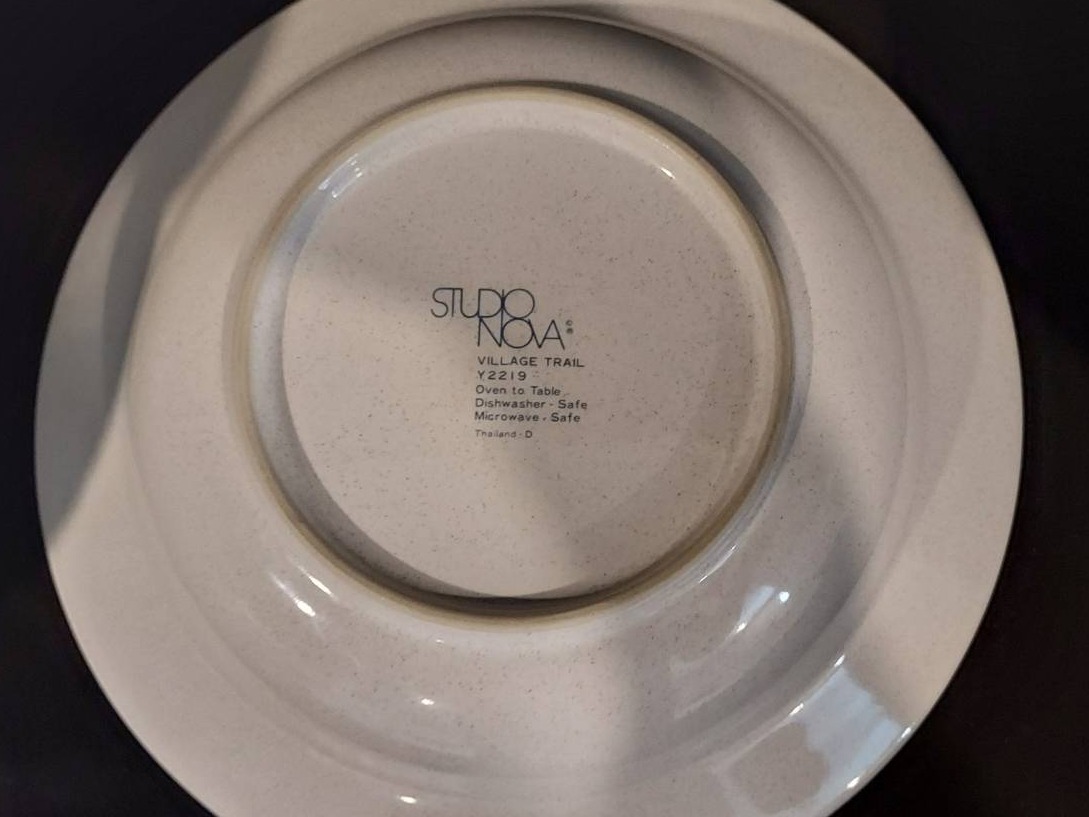 STUDIO
NOVA © ®
VILLAGE TRAIL
Y2219
Oven to Table
Dishwasher - Safe
Microwave - Safe
Thailand - D